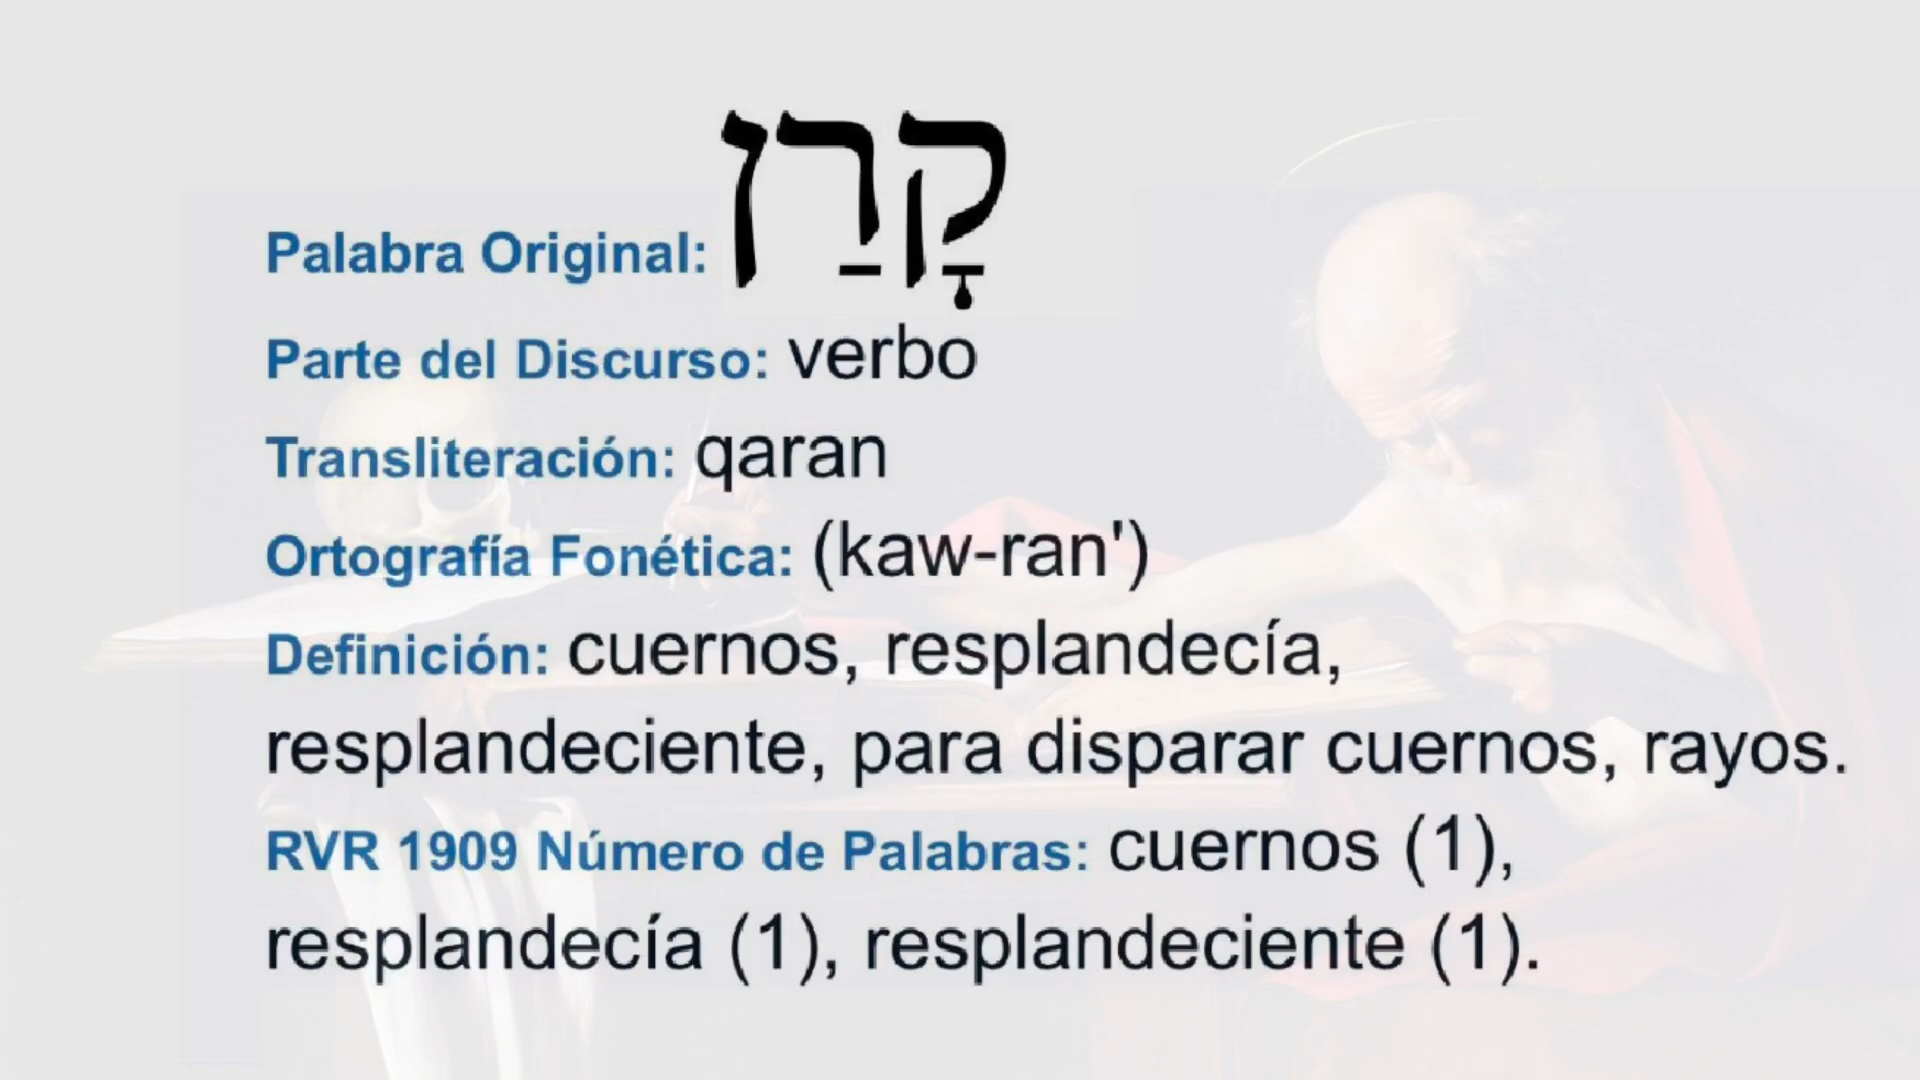 Palabra Original: קָרַן
Parte del Discurso: verbo
Transliteración: qaran
Ortografía Fonética: (kaw-ran')
Definición: cuernos, resplandecía,
resplandeciente, para disparar cuernos, rayos.
RVR 1909 Número de Palabras: cuernos (1),
resplandecía (1), resplandeciente (1).